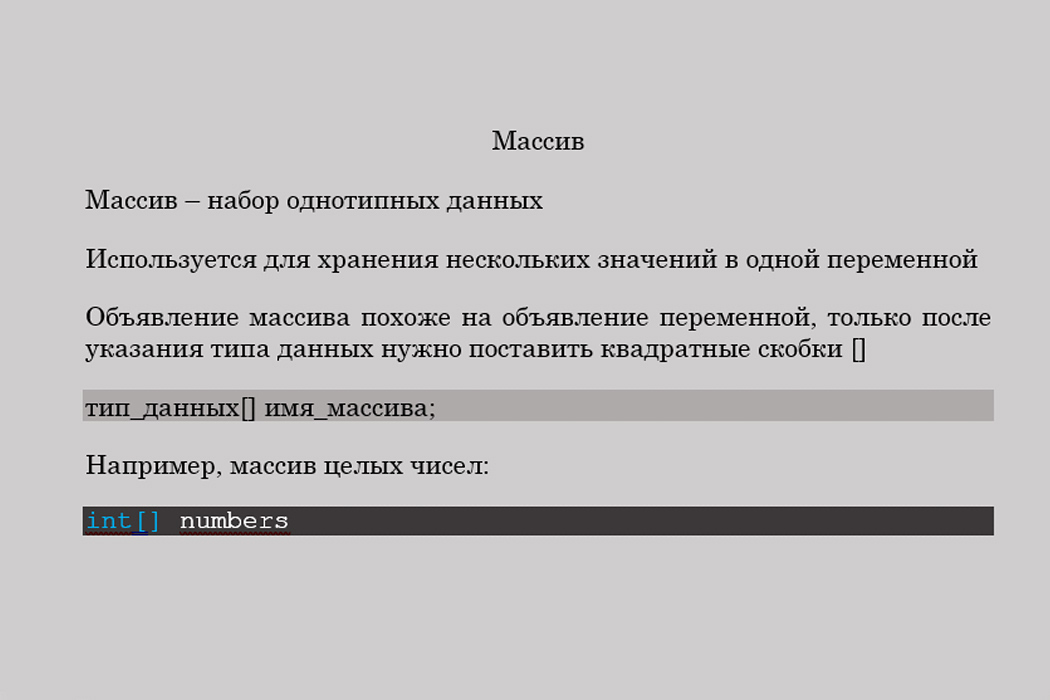 Массив
Массив – набор однотипных данных
Используется для хранения нескольких значений в одной переменной
Объявление массива похоже на объявление переменной, только после
указания типа данных нужно поставить квадратные скобки []
тип_данных[] имя_массива;
Например, массив целых чисел:
int[] numbers